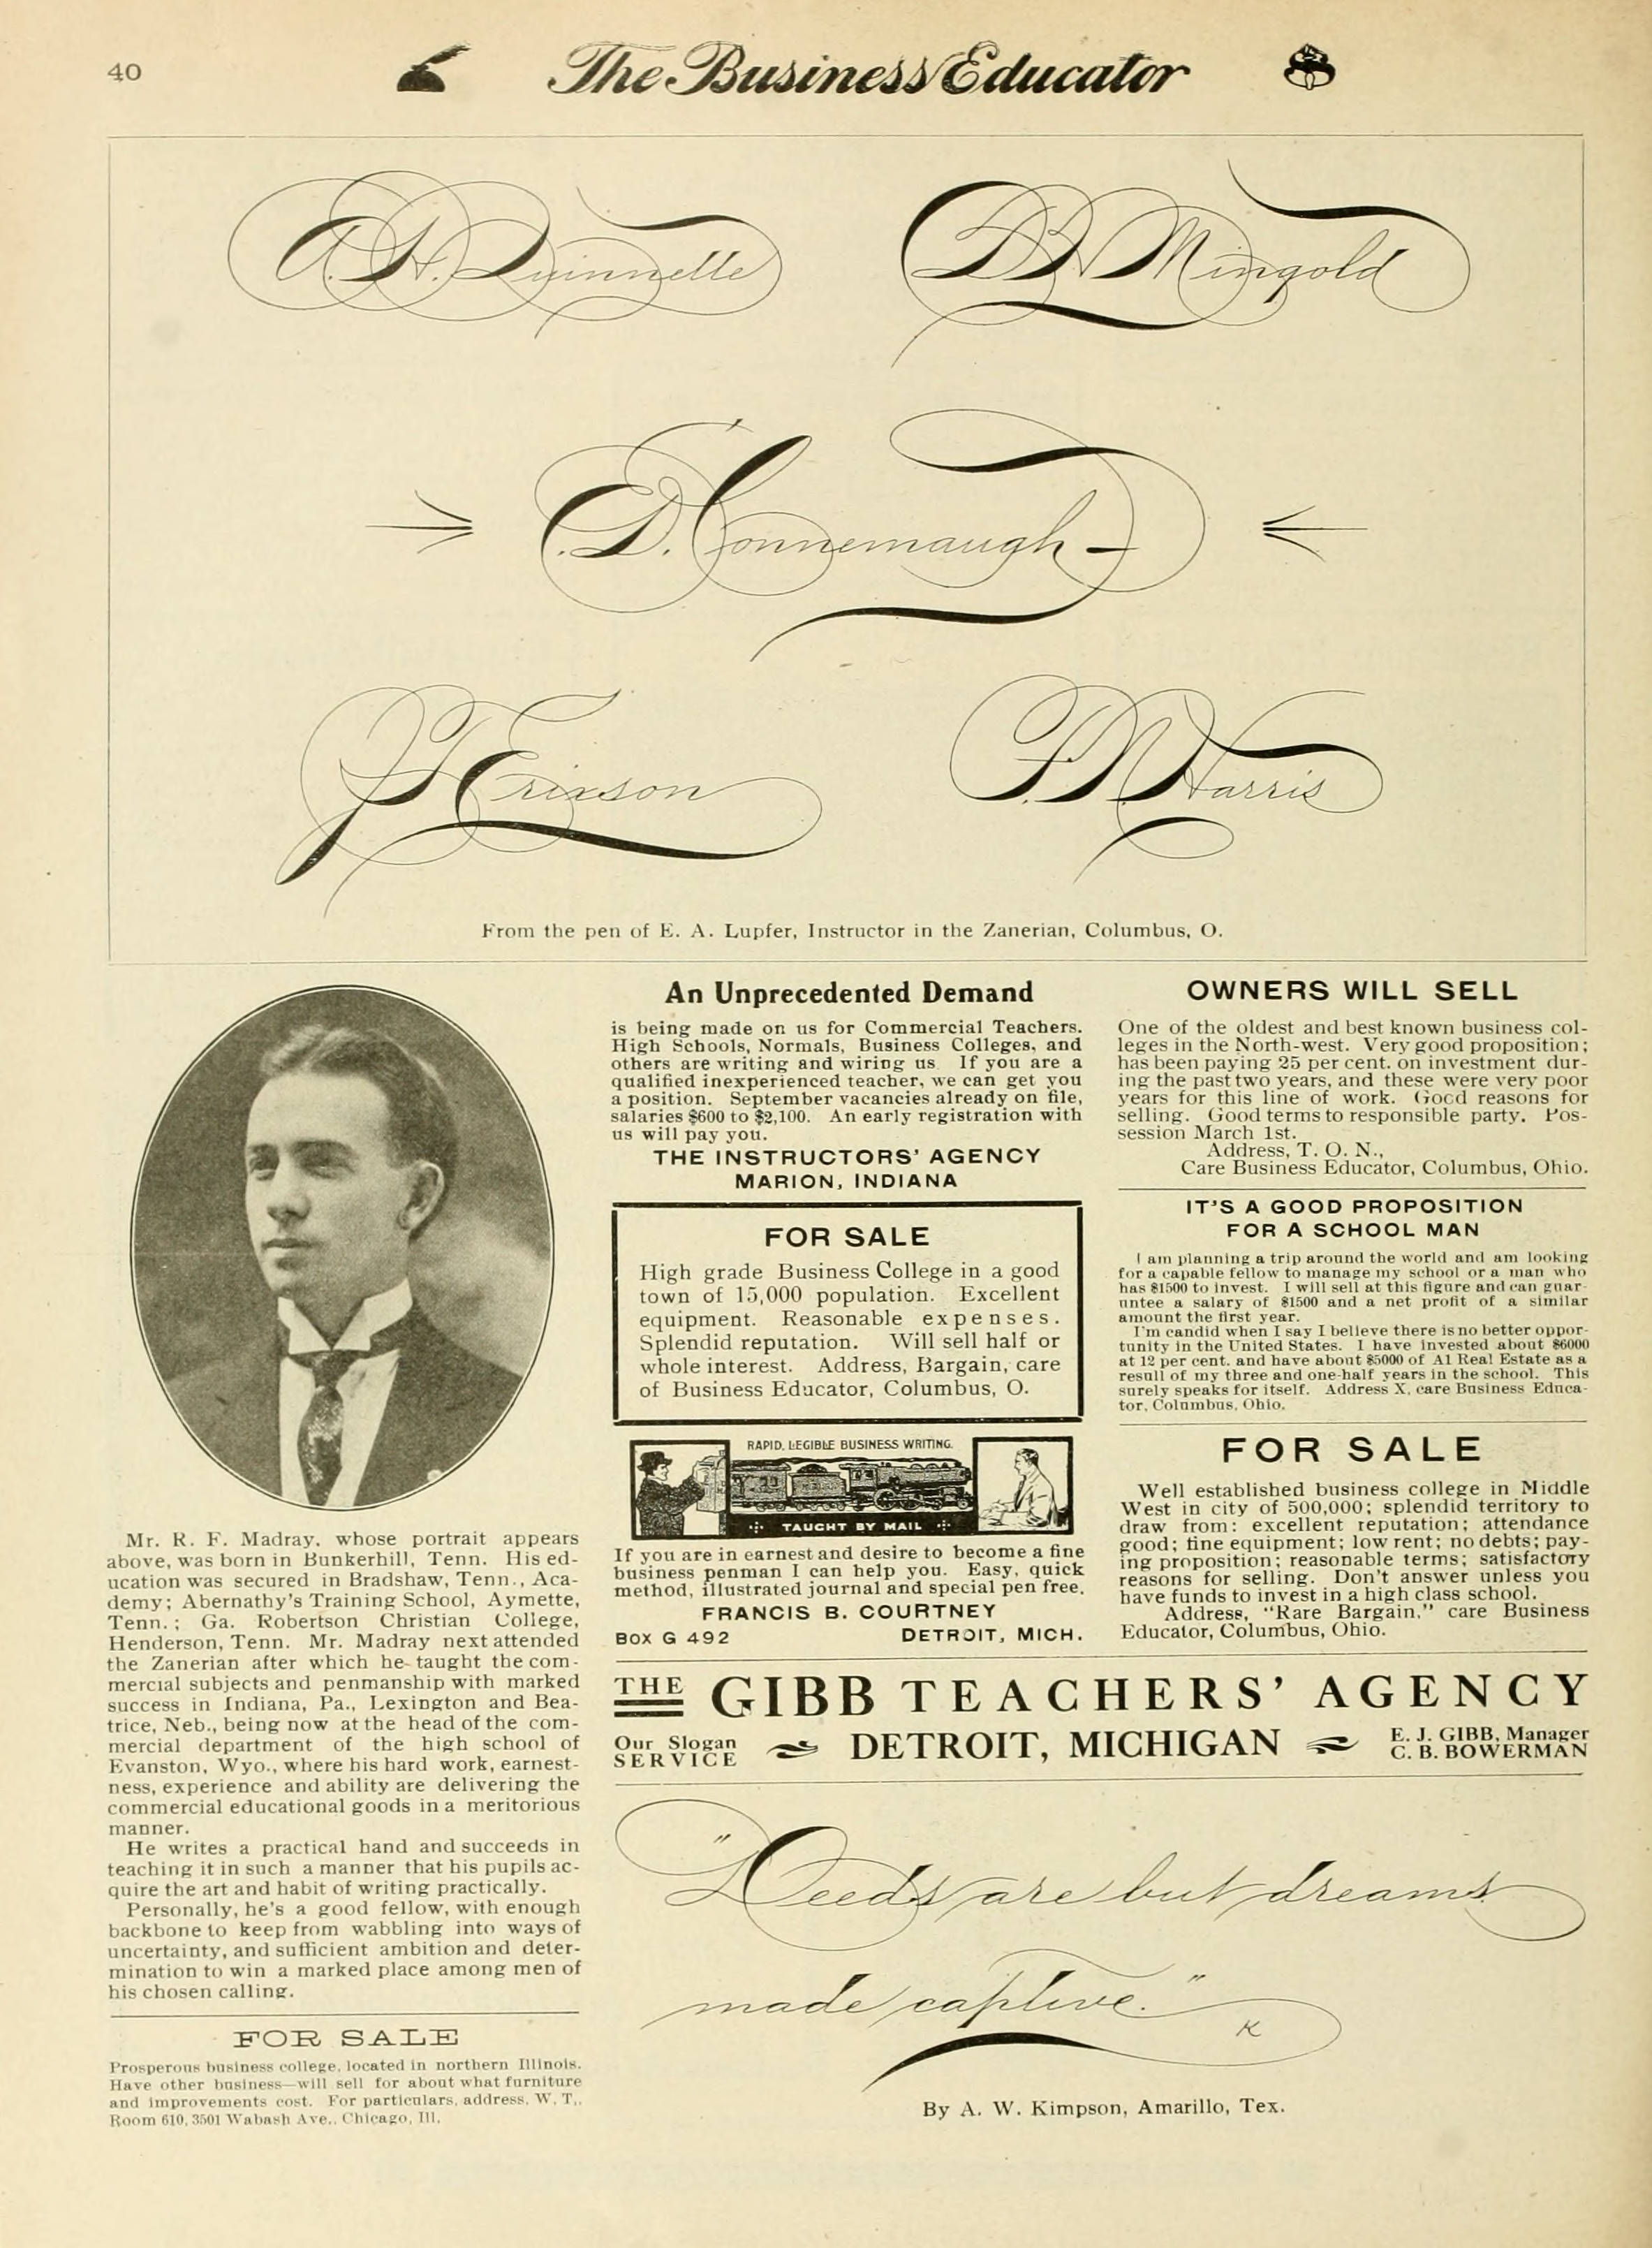 40
The Business Educator
A. H. Quinnelle
D. H. Mingold
E. D. Connemaugh
J. T. Erixson
F. M. Harris
From the pen of E. A. Lupfer, Instructor in the Zanerian, Columbus, O.
Mr. R. F. Madray, whose portrait appears
above, was born in Bunkerhill, Tenn. His ed-
ucation was secured in Bradshaw, Tenn., Aca-
demy; Abernathy's Training School, Aymette,
Tenn.; Ga. Robertson Christian College,
Henderson, Tenn. Mr. Madray next attended
the Zanerian after which he taught the com-
mercial subjects and penmanship with marked
success in Indiana, Pa., Lexington and Bea-
trice, Neb., being now at the head of the com-
mercial department of the high school of
Evanston, Wyo., where his hard work, earnest-
ness, experience and ability are delivering the
commercial educational goods in a meritorious
manner.
He writes a practical hand and succeeds in
teaching it in such a manner that his pupils ac-
quire the art and habit of writing practically.
Personally, he's a good fellow, with enough
backbone to keep from wabbling into ways of
uncertainty, and sufficient ambition and deter-
mination to win a marked place among men of
his chosen calling.
FOR SALE
Prosperous business college, located in northern Illinois.
Have other business—will sell for about what furniture
and improvements cost. For particulars, address, W. T.,
Room 610, 3501 Wabash Ave., Chicago, Ill.
An Unprecedented Demand
is being made on us for Commercial Teachers.
High Schools, Normals, Business Colleges, and
others are writing and wiring us. If you are a
qualified inexperienced teacher, we can get you
a position. September vacancies already on file,
salaries $600 to $2,100. An early registration with
us will pay you.
THE INSTRUCTORS' AGENCY
MARION, INDIANA
FOR SALE
High grade Business College in a good
town of 15,000 population. Excellent
equipment. Reasonable expenses.
Splendid reputation. Will sell half or
whole interest. Address, Bargain, care
of Business Educator, Columbus, O.
RAPID, LEGIBLE BUSINESS WRITING.
TAUGHT BY MAIL
If you are in earnest and desire to become a fine
business penman I can help you. Easy, quick
method, illustrated journal and special pen free.
FRANCIS B. COURTNEY
BOX G 492 DETROIT, MICH.
OWNERS WILL SELL
One of the oldest and best known business col-
leges in the North-west. Very good proposition;
has been paying 25 per cent. on investment dur-
ing the past two years, and these were very poor
years for this line of work. Good reasons for
selling. Good terms to responsible party. Pos-
session March 1st.
Address, T. O. N.,
Care Business Educator, Columbus, Ohio.
IT'S A GOOD PROPOSITION
FOR A SCHOOL MAN
I am planning a trip around the world and am looking
for a capable fellow to manage my school or a man who
has $1500 to invest. I will sell at this figure and can guar-
untee a salary of $1500 and a net profit of a similar
amount the first year.
I'm candid when I say I believe there is no better oppor-
tunity in the United States. I have invested about $6000
at 12 per cent. and have about $5000 of A1 Real Estate as a
result of my three and one-half years in the school. This
surely speaks for itself. Address X, care Business Educa-
tor, Columbus, Ohio.
FOR SALE
Well established business college in Middle
West in city of 500,000; splendid territory to
draw from: excellent reputation; attendance
good; fine equipment; low rent; no debts; pay-
ing proposition; reasonable terms; satisfactory
reasons for selling. Don't answer unless you
have funds to invest in a high class school.
Address, "Rare Bargain," care Business
Educator, Columbus, Ohio.
THE GIBB TEACHERS' AGENCY
Our Slogan
SERVICE
DETROIT, MICHIGAN
E. J. GIBB, Manager
C. B. BOWERMAN
"Deeds are but dreams
made captive."
K
By A. W. Kimpson, Amarillo, Tex.